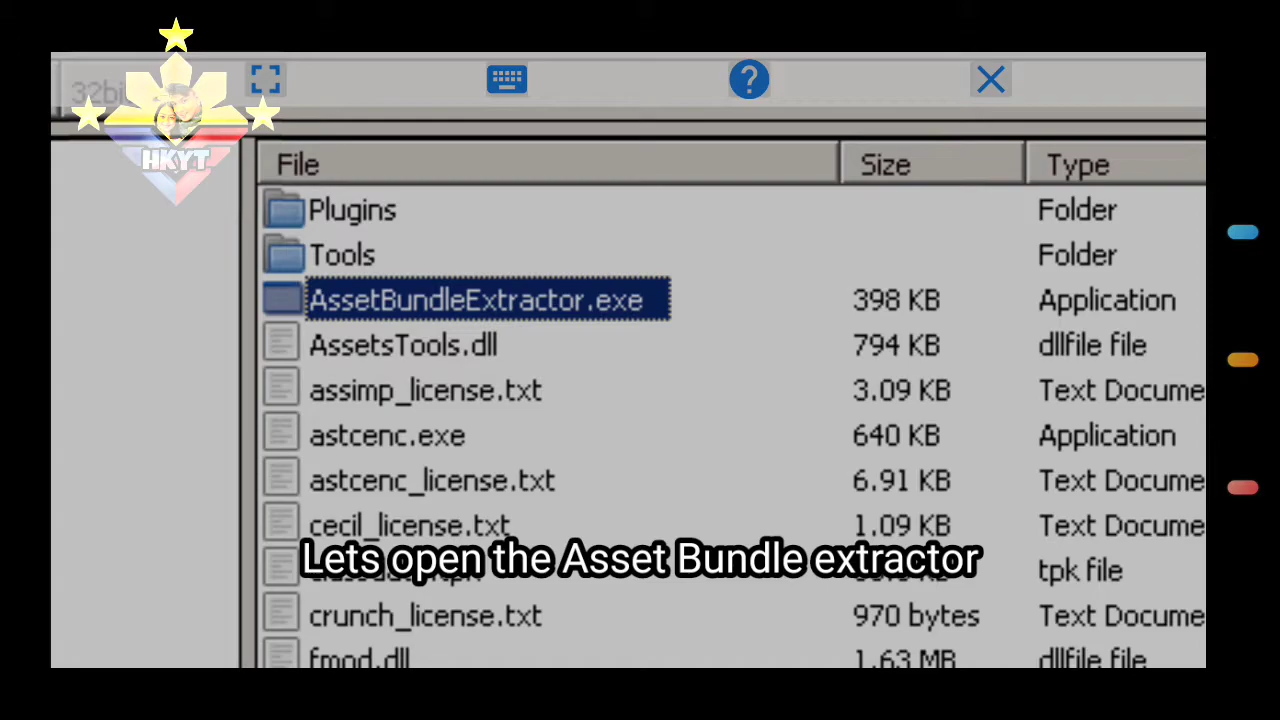 32bi
HKYT
File Size Type
Plugins Folder
Tools Folder
AssetBundleExtractor.exe 398 KB Application
AssetsTools.dll 794 KB dllfile file
assimp_license.txt 3.09 KB Text Docume
astcenc.exe 640 KB Application
astcenc_license.txt 6.91 KB Text Docume
cecil_license.txt 1.09 KB Text Docume
Lets open the Asset Bundle extractor
tpk file
crunch_license.txt 970 bytes Text Docume
fmod.dll 1.63 MB dllfile file